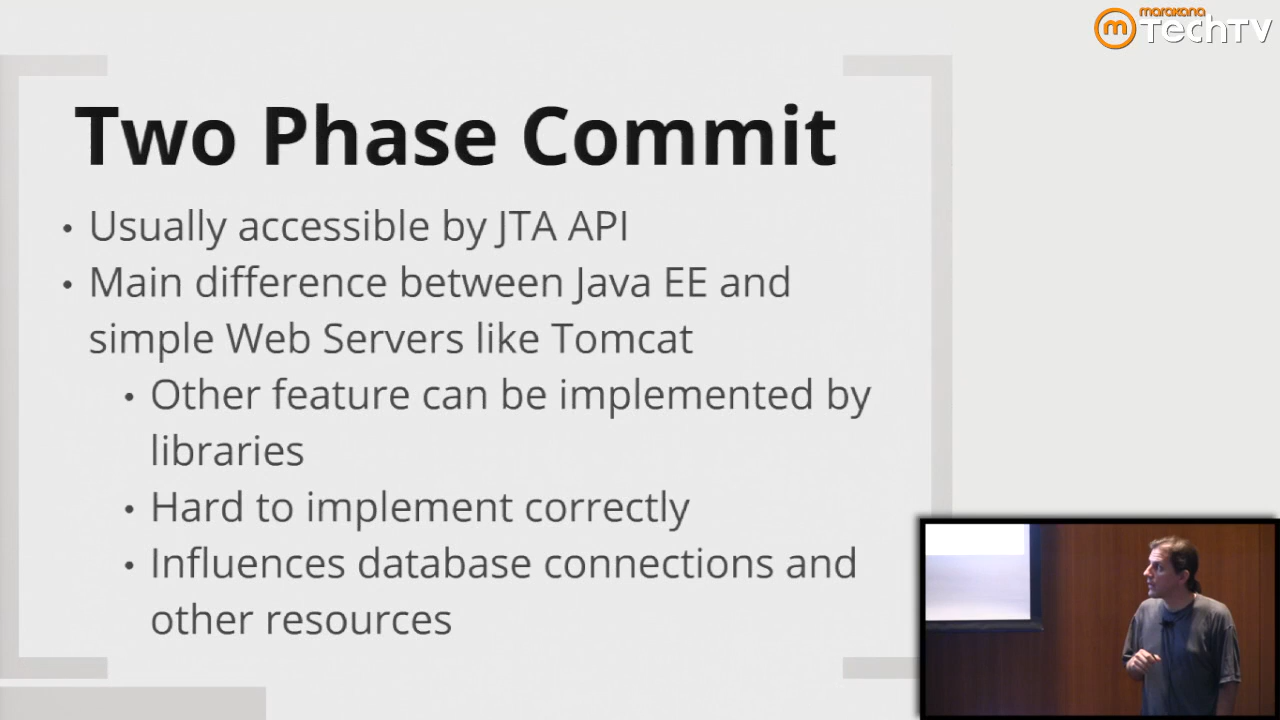 marakana
TechTV
Two Phase Commit
• Usually accessible by JTA API
• Main difference between Java EE and
simple Web Servers like Tomcat
• Other feature can be implemented by
libraries
• Hard to implement correctly
• Influences database connections and
other resources